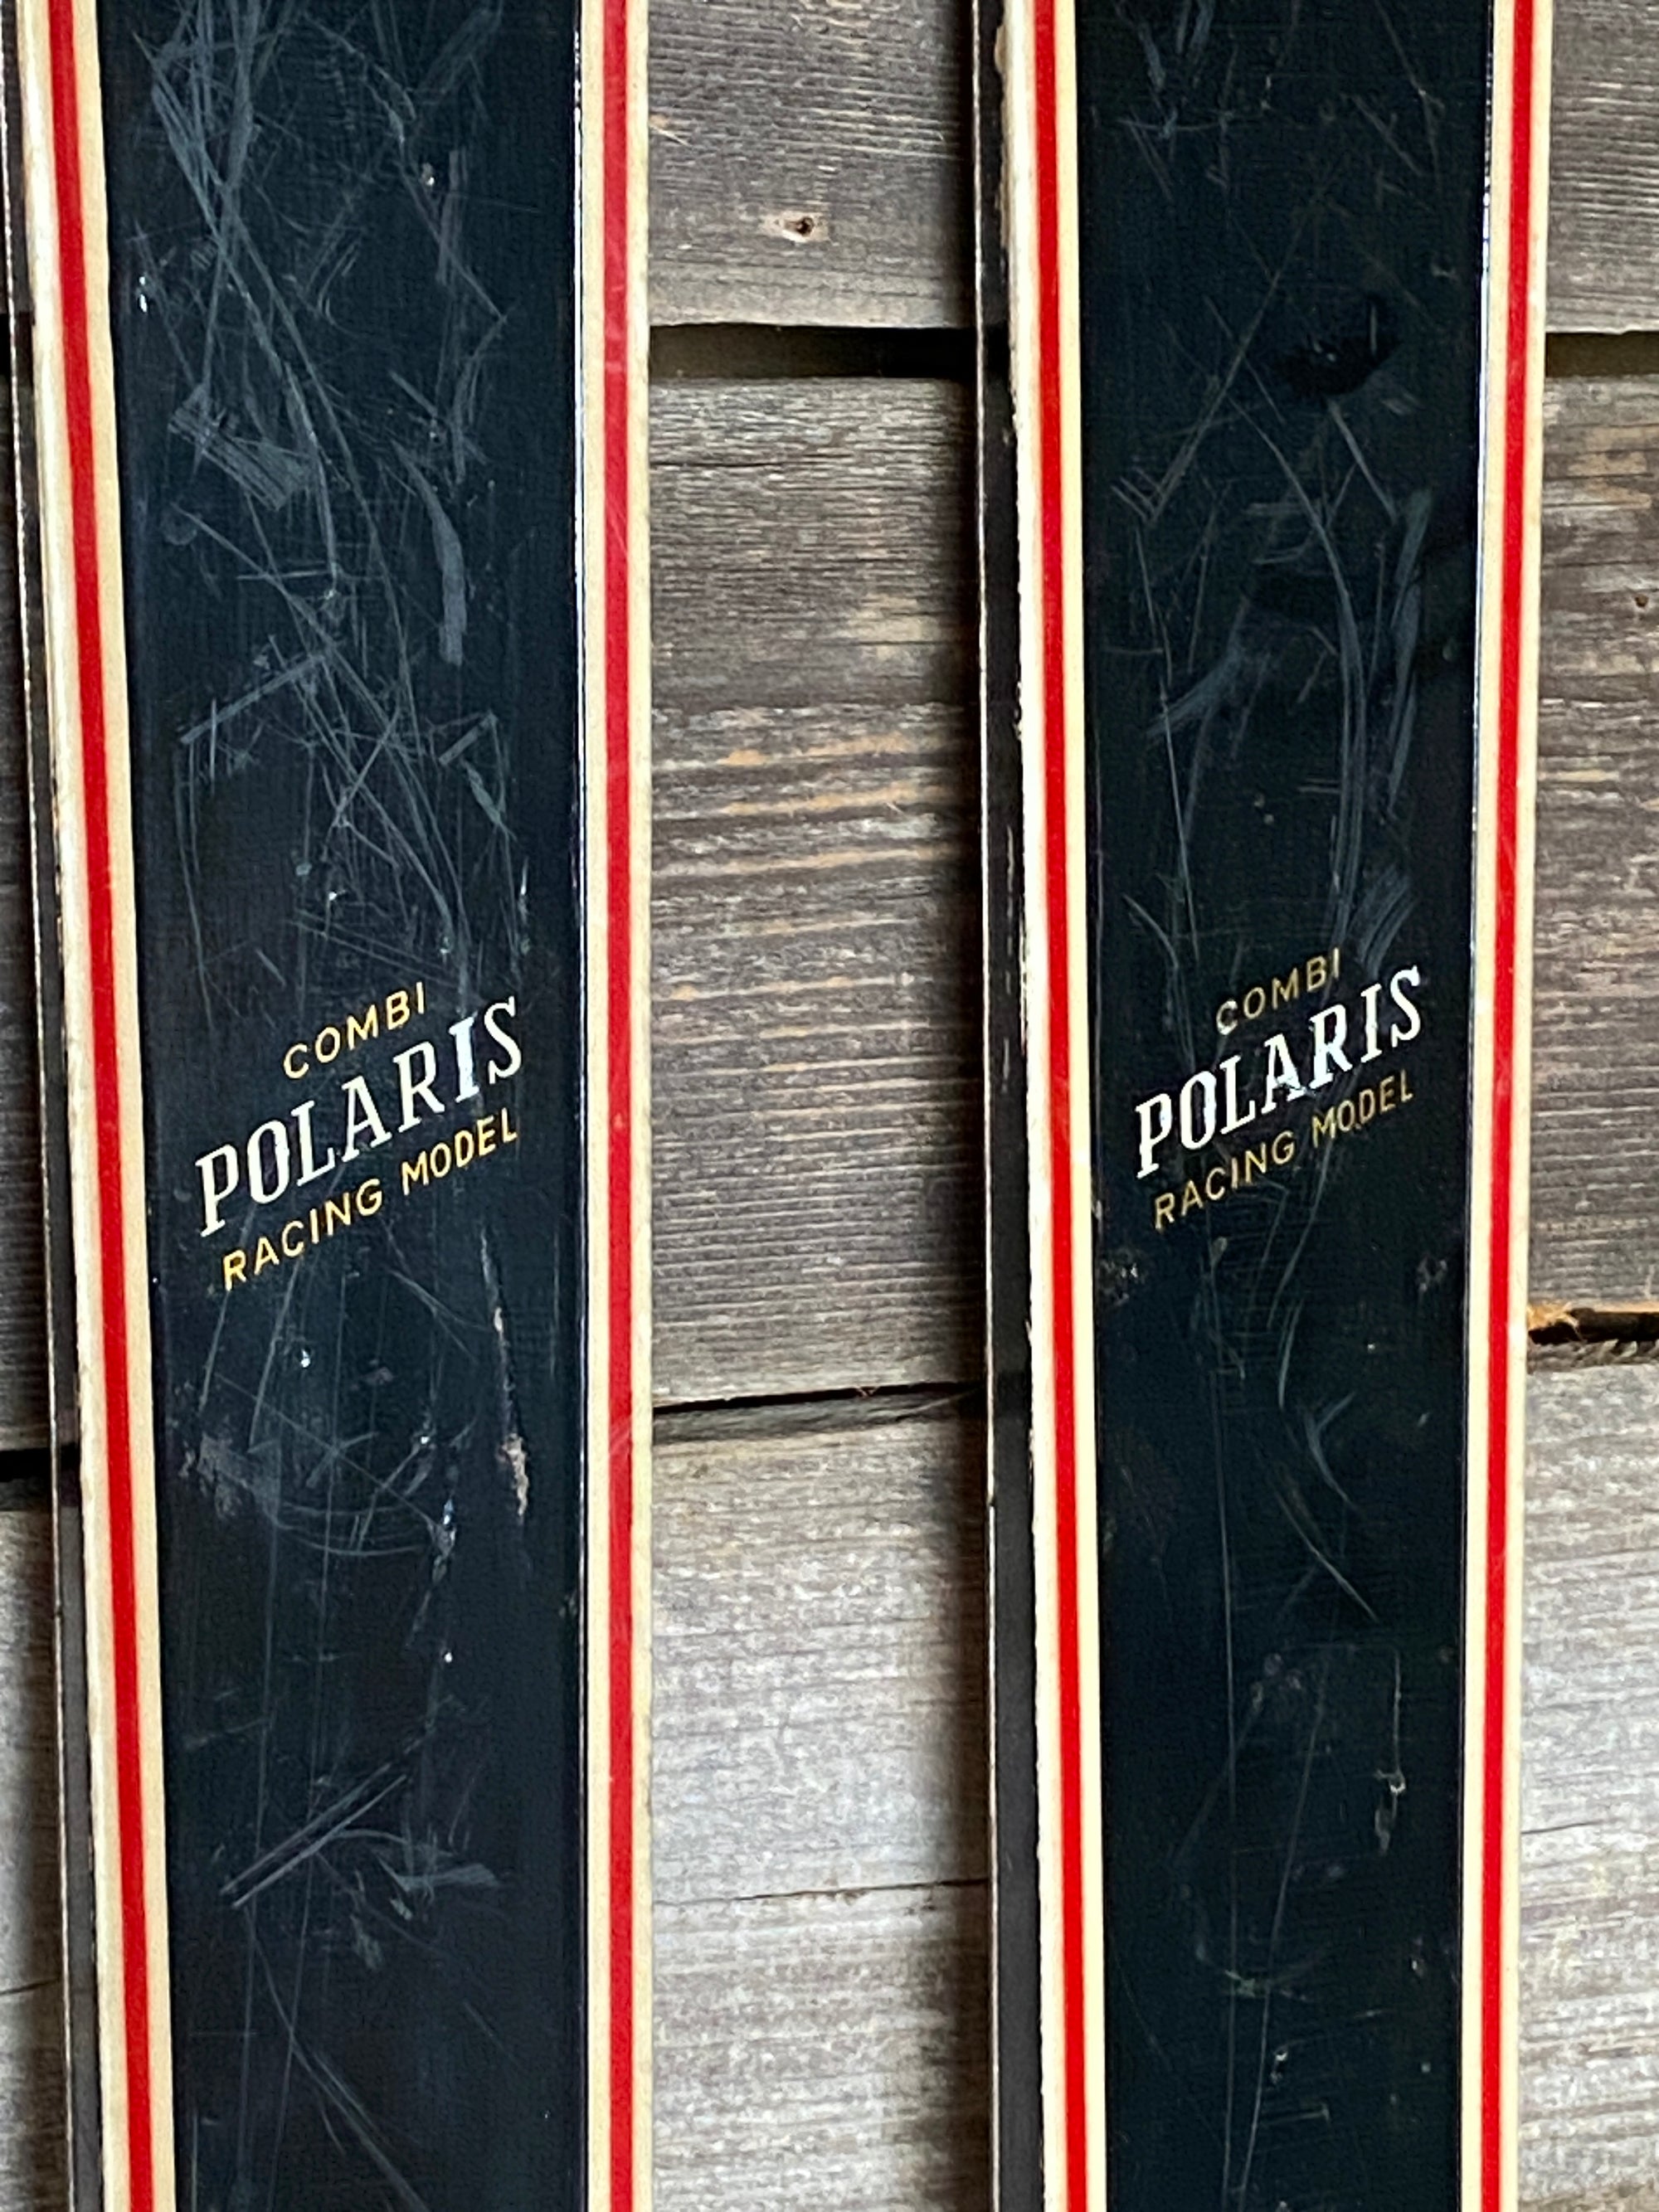 COMBI
POLARIS
RACING MODEL
COMBI
POLARIS
RACING MODEL